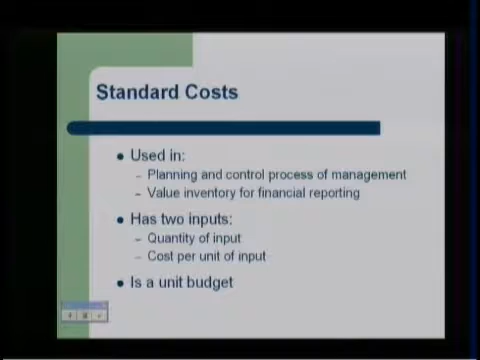 Standard Costs
● Used in:
– Planning and control process of management
– Value inventory for financial reporting
● Has two inputs:
– Quantity of input
– Cost per unit of input
● Is a unit budget